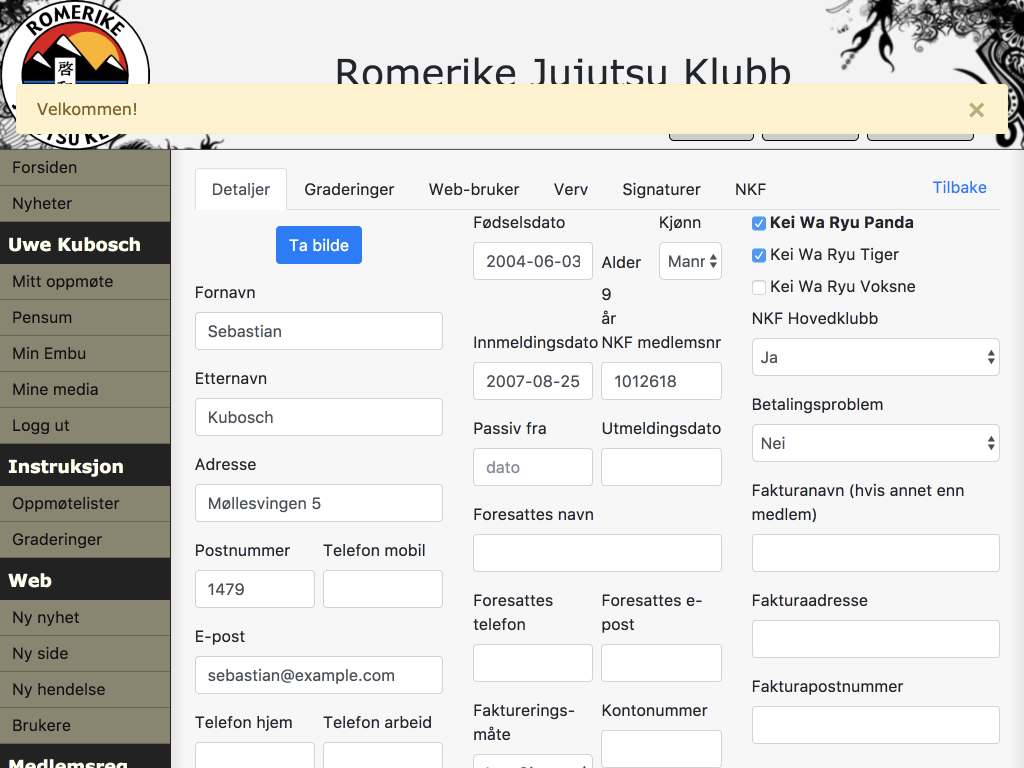 ROMERIKE
啓
Romerike Jujutsu Klubb
Velkommen!
×
Forsiden
Nyheter
Uwe Kubosch
Mitt oppmøte
Pensum
Min Embu
Mine media
Logg ut
Instruksjon
Oppmøtelister
Graderinger
Web
Ny nyhet
Ny side
Ny hendelse
Brukere
Medlemsreg
Detaljer Graderinger Web-bruker Verv Signaturer NKF Tilbake
Ta bilde
Fornavn
Sebastian
Etternavn
Kubosch
Adresse
Møllesvingen 5
Postnummer Telefon mobil
1479
E-post
sebastian@example.com
Telefon hjem Telefon arbeid
Fødselsdato Kjønn
2004-06-03 Alder Mann
9
år
Innmeldingsdato NKF medlemsnr
2007-08-25 1012618
Passiv fra Utmeldingsdato
dato
Foresattes navn
Foresattes telefon
Foresattes e-post
Fakturerings-
måte
Kontonummer
Kei Wa Ryu Panda
Kei Wa Ryu Tiger
Kei Wa Ryu Voksne
NKF Hovedklubb
Ja
Betalingsproblem
Nei
Fakturanavn (hvis annet enn
medlem)
Fakturaadresse
Fakturapostnummer